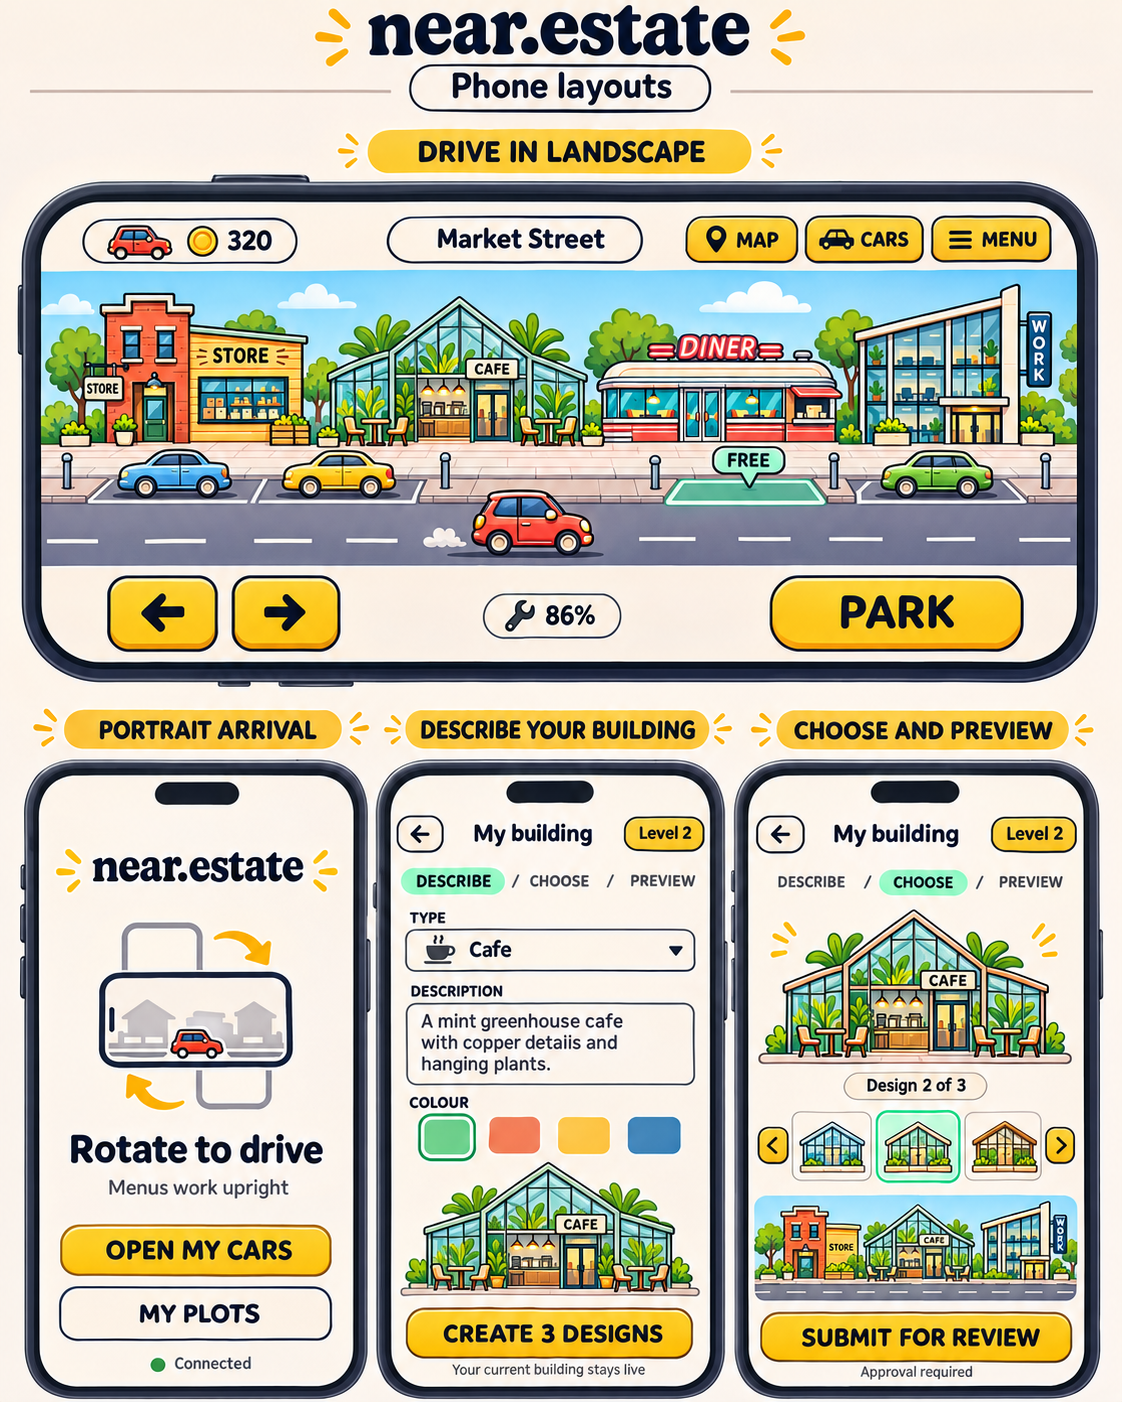 near.estate
Phone layouts
DRIVE IN LANDSCAPE
320
Market Street
MAP
CARS
MENU
STORE
STORE
CAFE
DINER
WORK
FREE
86%
PARK
PORTRAIT ARRIVAL
near.estate
Rotate to drive
Menus work upright
OPEN MY CARS
MY PLOTS
Connected
DESCRIBE YOUR BUILDING
My building
Level 2
DESCRIBE / CHOOSE / PREVIEW
TYPE
Cafe
DESCRIPTION
A mint greenhouse cafe
with copper details and
hanging plants.
COLOUR
CAFE
CREATE 3 DESIGNS
Your current building stays live
CHOOSE AND PREVIEW
My building
Level 2
DESCRIBE / CHOOSE / PREVIEW
CAFE
Design 2 of 3
STORE
CAFE
WORK
SUBMIT FOR REVIEW
Approval required